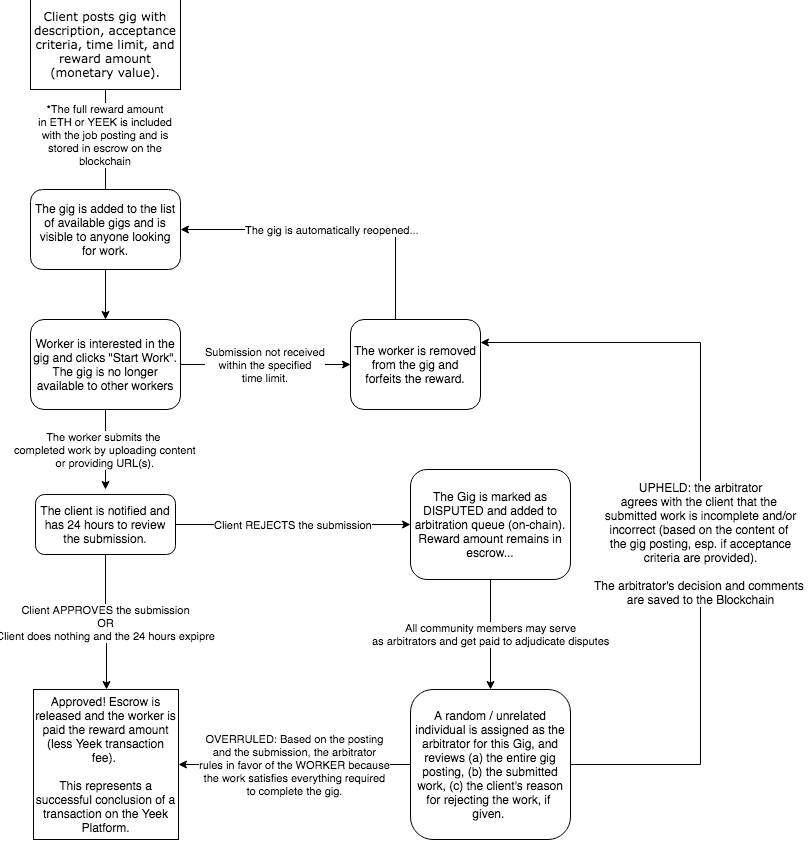 Client posts gig with
description, acceptance
criteria, time limit, and
reward amount
(monetary value).
*The full reward amount
in ETH or YEEK is included
with the job posting and is
stored in escrow on the
blockchain
The gig is added to the list
of available gigs and is
visible to anyone looking
for work.
The gig is automatically reopened...
Worker is interested in the
gig and clicks "Start Work".
The gig is no longer
available to other workers
Submission not received
within the specified
time limit.
The worker is removed
from the gig and
forfeits the reward.
The worker submits the
completed work by uploading content
or providing URL(s).
The client is notified and
has 24 hours to review
the submission.
Client REJECTS the submission
The Gig is marked as
DISPUTED and added to
arbitration queue (on-chain).
Reward amount remains in
escrow...
UPHELD: the arbitrator
agrees with the client that the
submitted work is incomplete and/or
incorrect (based on the content of
the gig posting, esp. if acceptance
criteria are provided).
The arbitrator's decision and comments
are saved to the Blockchain
Client APPROVES the submission
OR
Client does nothing and the 24 hours expipre
All community members may serve
as arbitrators and get paid to adjudicate disputes
Approved! Escrow is
released and the worker is
paid the reward amount
(less Yeek transaction
fee).
This represents a
successful conclusion of a
transaction on the Yeek
Platform.
OVERRULED: Based on the posting
and the submission, the arbitrator
rules in favor of the WORKER because
the work satisfies everything required
to complete the gig.
A random / unrelated
individual is assigned as the
arbitrator for this Gig, and
reviews (a) the entire gig
posting, (b) the submitted
work, (c) the client's reason
for rejecting the work, if
given.